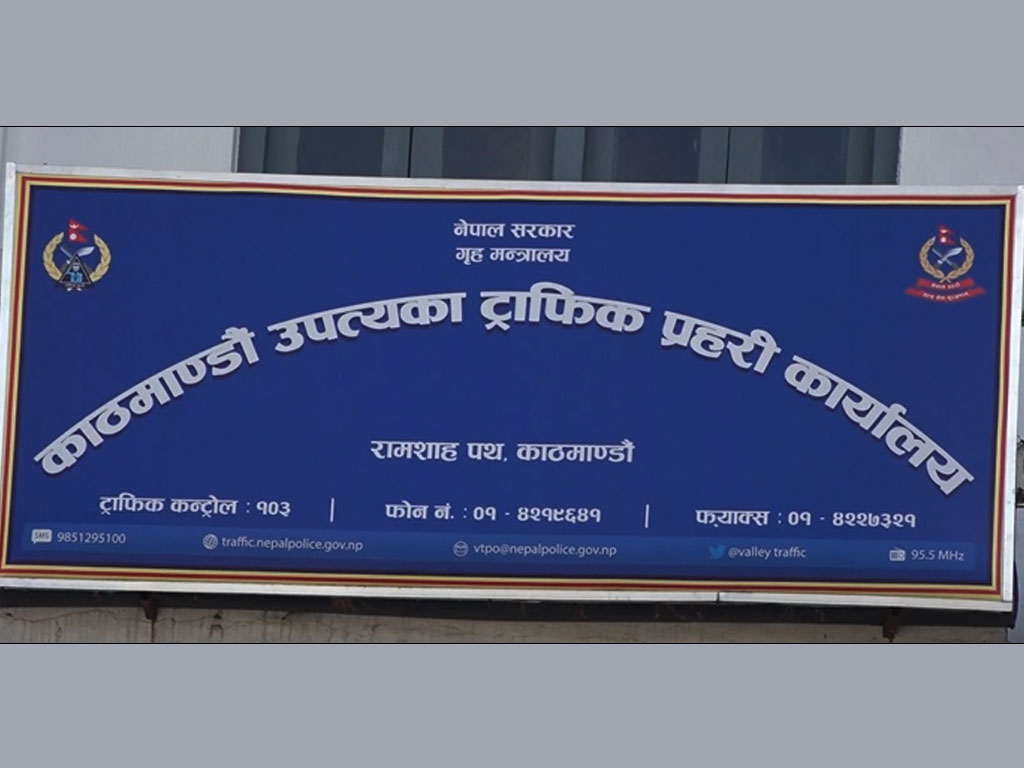 नेपाल सरकार
गृह मन्त्रालय
काठमाण्डौं उपत्यका ट्राफिक प्रहरी कार्यालय
रामशाह पथ, काठमाण्डौं
ट्राफिक कन्ट्रोल : १०३ | फोन नं. : ०१ - ४२१९६४१ | फ्याक्स : ०१ - ४२२७३२१
SMS 9851295100 traffic.nepalpolice.gov.np vtpo@nepalpolice.gov.np @valley traffic 95.5 MHz